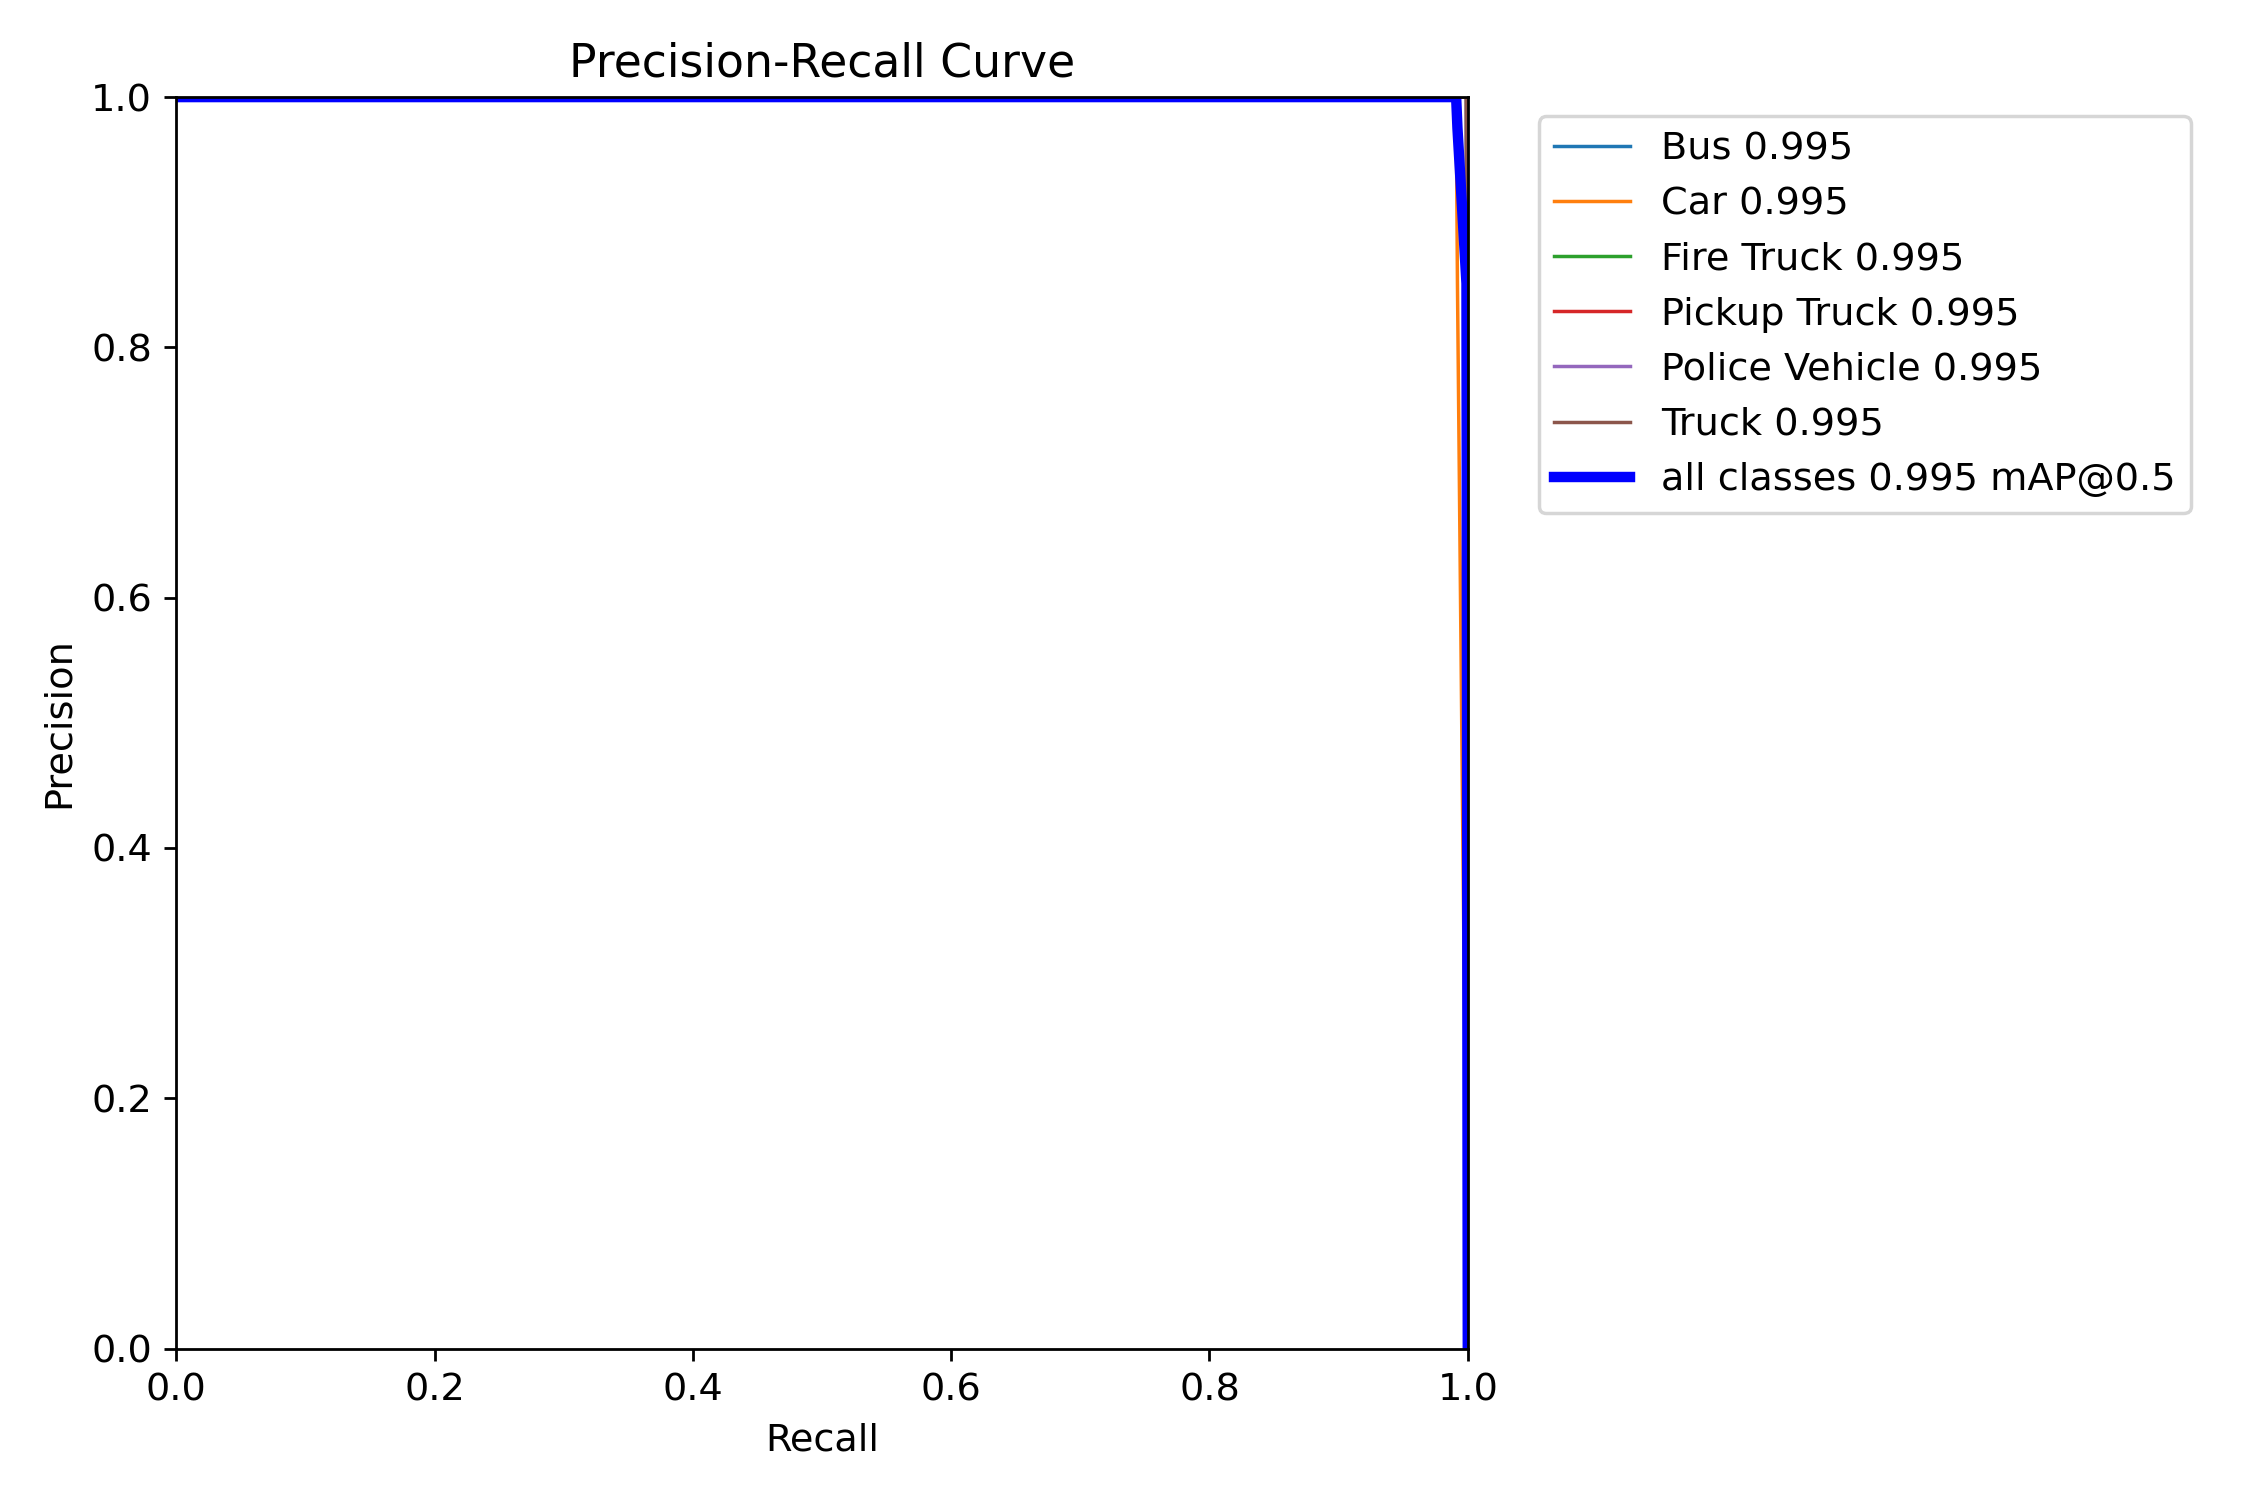 Precision-Recall Curve
1.0
0.8
0.6
0.4
0.2
0.0
Precision
0.0 0.2 0.4 0.6 0.8 1.0
Recall
Bus 0.995
Car 0.995
Fire Truck 0.995
Pickup Truck 0.995
Police Vehicle 0.995
Truck 0.995
all classes 0.995 mAP@0.5